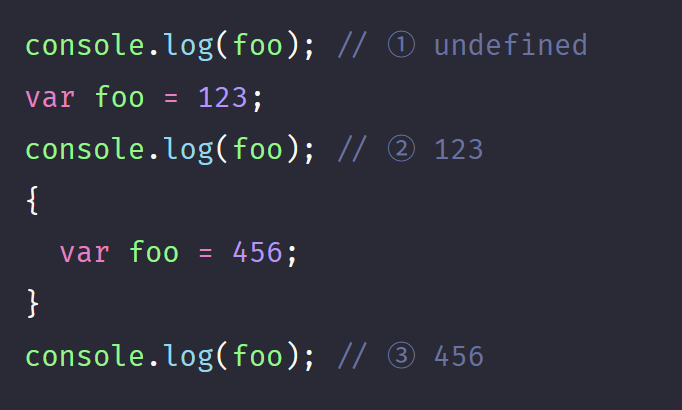 console.log(foo); // ① undefined
var foo = 123;
console.log(foo); // ② 123
{
  var foo = 456;
}
console.log(foo); // ③ 456